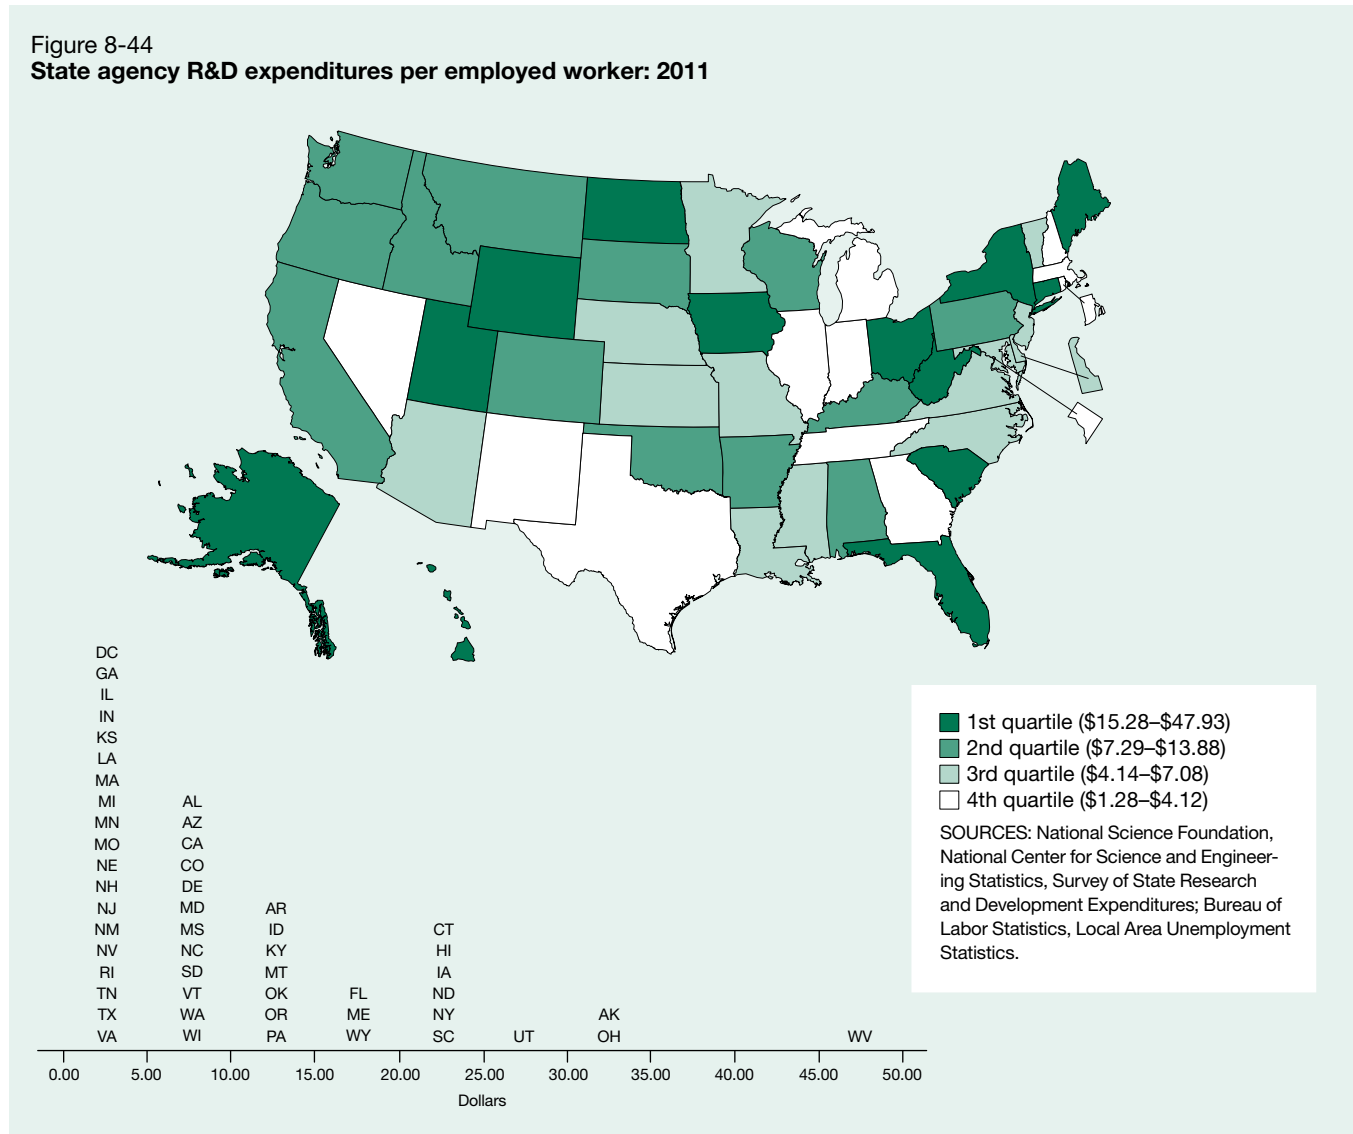 Figure 8-44
State agency R&D expenditures per employed worker: 2011
DC
GA
IL
IN
KS
LA
MA
MI AL
MN AZ
MO CA
NE CO
NH DE
NJ MD AR
NM MS ID CT
NV NC KY HI
RI SD MT IA
TN VT OK FL ND
TX WA OR ME NY AK
VA WI PA WY SC UT OH WV
0.00 5.00 10.00 15.00 20.00 25.00 30.00 35.00 40.00 45.00 50.00
Dollars
1st quartile ($15.28–$47.93)
2nd quartile ($7.29–$13.88)
3rd quartile ($4.14–$7.08)
4th quartile ($1.28–$4.12)
SOURCES: National Science Foundation,
National Center for Science and Engineer-
ing Statistics, Survey of State Research
and Development Expenditures; Bureau of
Labor Statistics, Local Area Unemployment
Statistics.